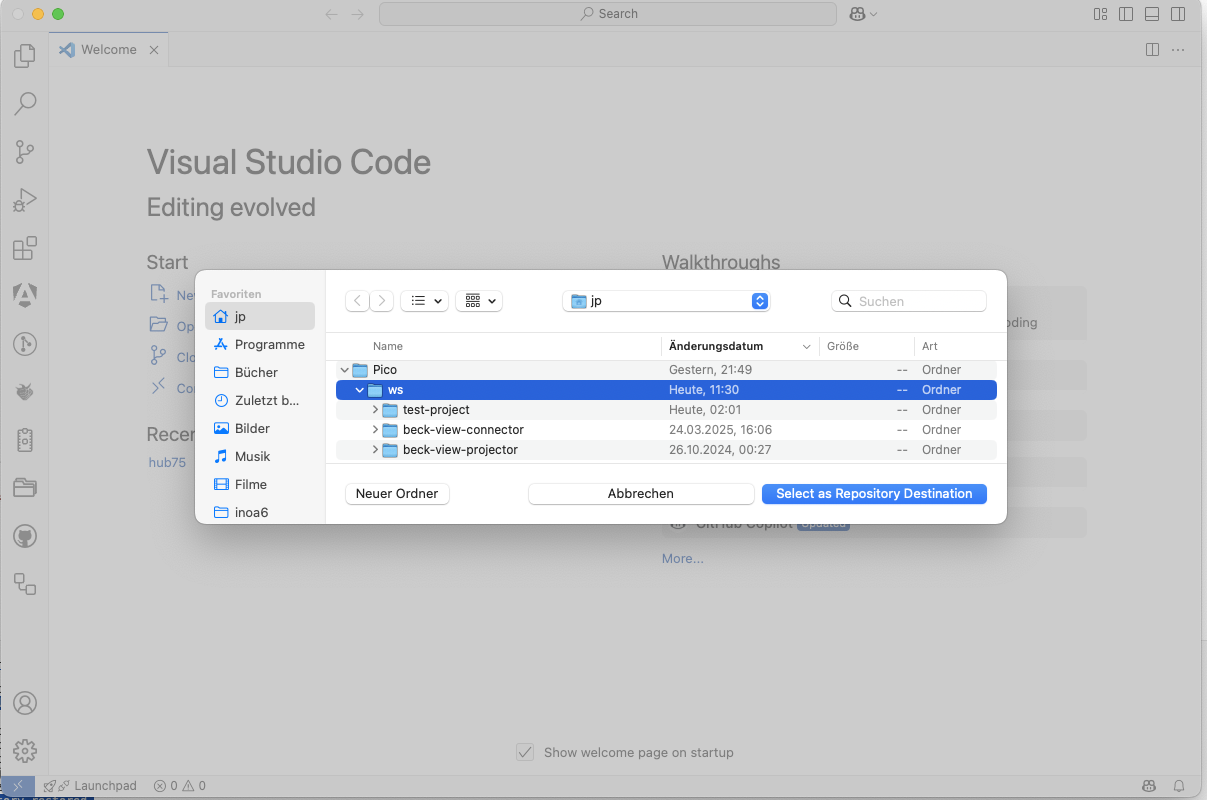 Search
Welcome
Visual Studio Code
Editing evolved
Start
Walkthroughs
Favoriten
jp
jp
Suchen
Programme
Name Änderungsdatum Größe Art
Bücher
Pico Gestern, 21:49 -- Ordner
ws Heute, 11:30 -- Ordner
Zuletzt b...
test-project Heute, 02:01 -- Ordner
Bilder
beck-view-connector 24.03.2025, 16:06 -- Ordner
Musik
beck-view-projector 26.10.2024, 00:27 -- Ordner
Filme
inoa6
Neuer Ordner Abbrechen Select as Repository Destination
Ne
Op
Clo
Co
Recen
hub75
oding
GitHub Copilot Updated
More...
Show welcome page on startup
Launchpad 0 0